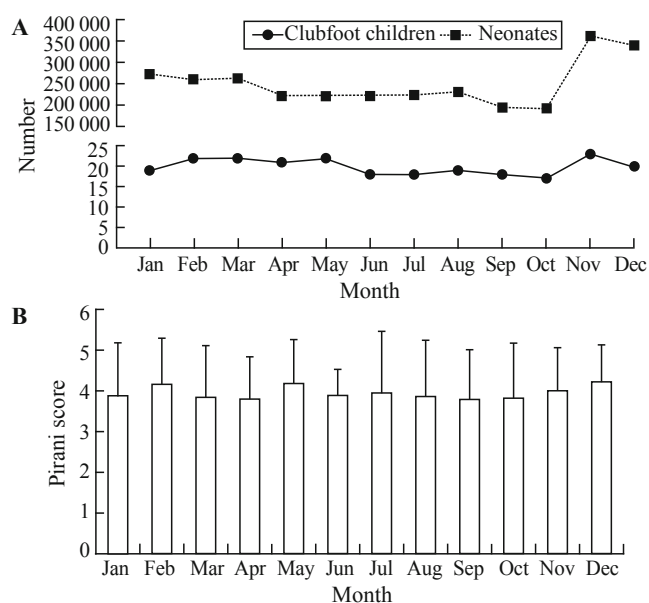 A
Clubfoot children Neonates
400 000
350 000
300 000
250 000
200 000
150 000
25
20
15
10
5
0
Number
Jan Feb Mar Apr May Jun Jul Aug Sep Oct Nov Dec
Month
B
6
5
4
3
2
1
0
Pirani score
Jan Feb Mar Apr May Jun Jul Aug Sep Oct Nov Dec
Month